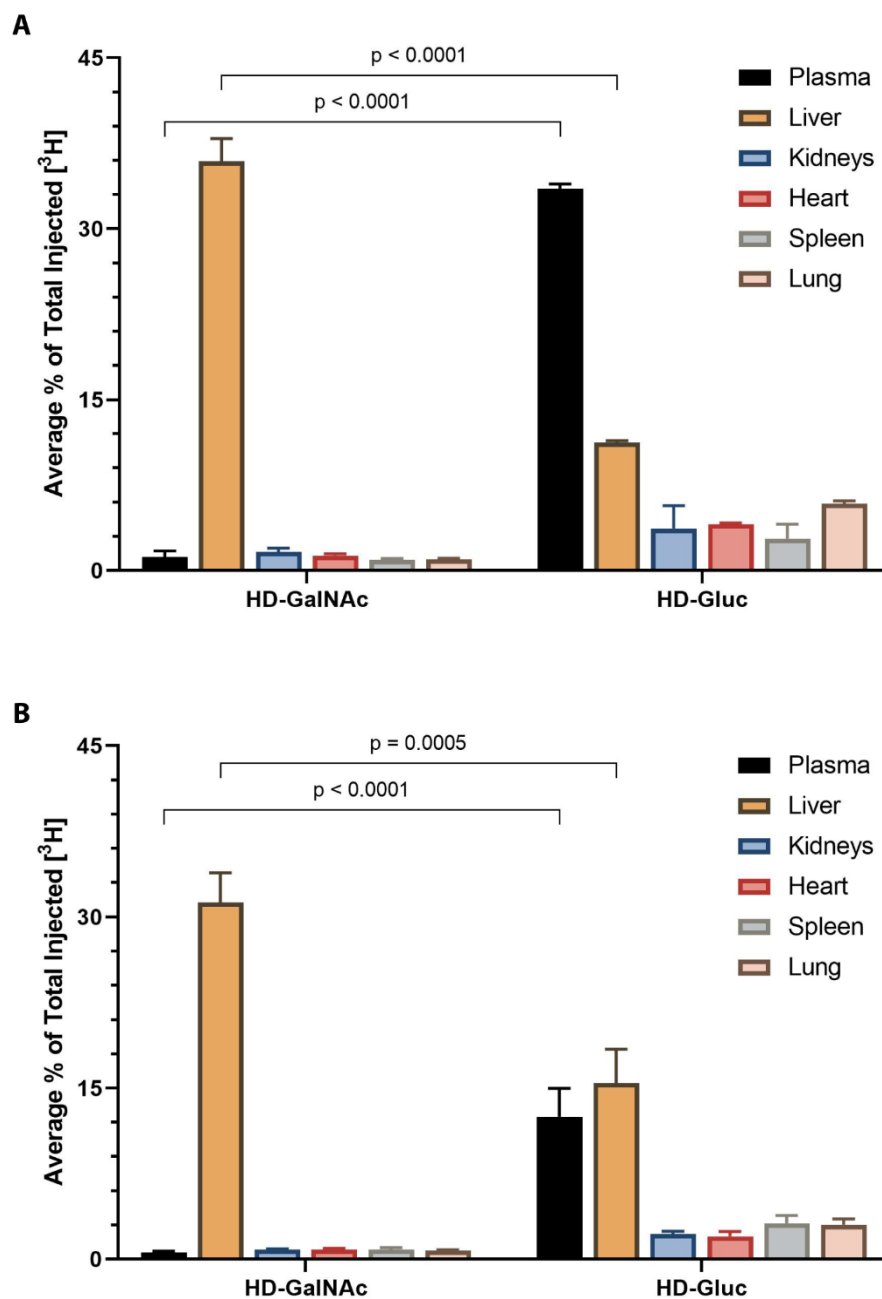 A
45
30
15
0
Average % of Total Injected [³H]
p < 0.0001
p < 0.0001
Plasma
Liver
Kidneys
Heart
Spleen
Lung
HD-GalNAc
HD-Gluc
B
45
30
15
0
Average % of Total Injected [³H]
p = 0.0005
p < 0.0001
Plasma
Liver
Kidneys
Heart
Spleen
Lung
HD-GalNAc
HD-Gluc